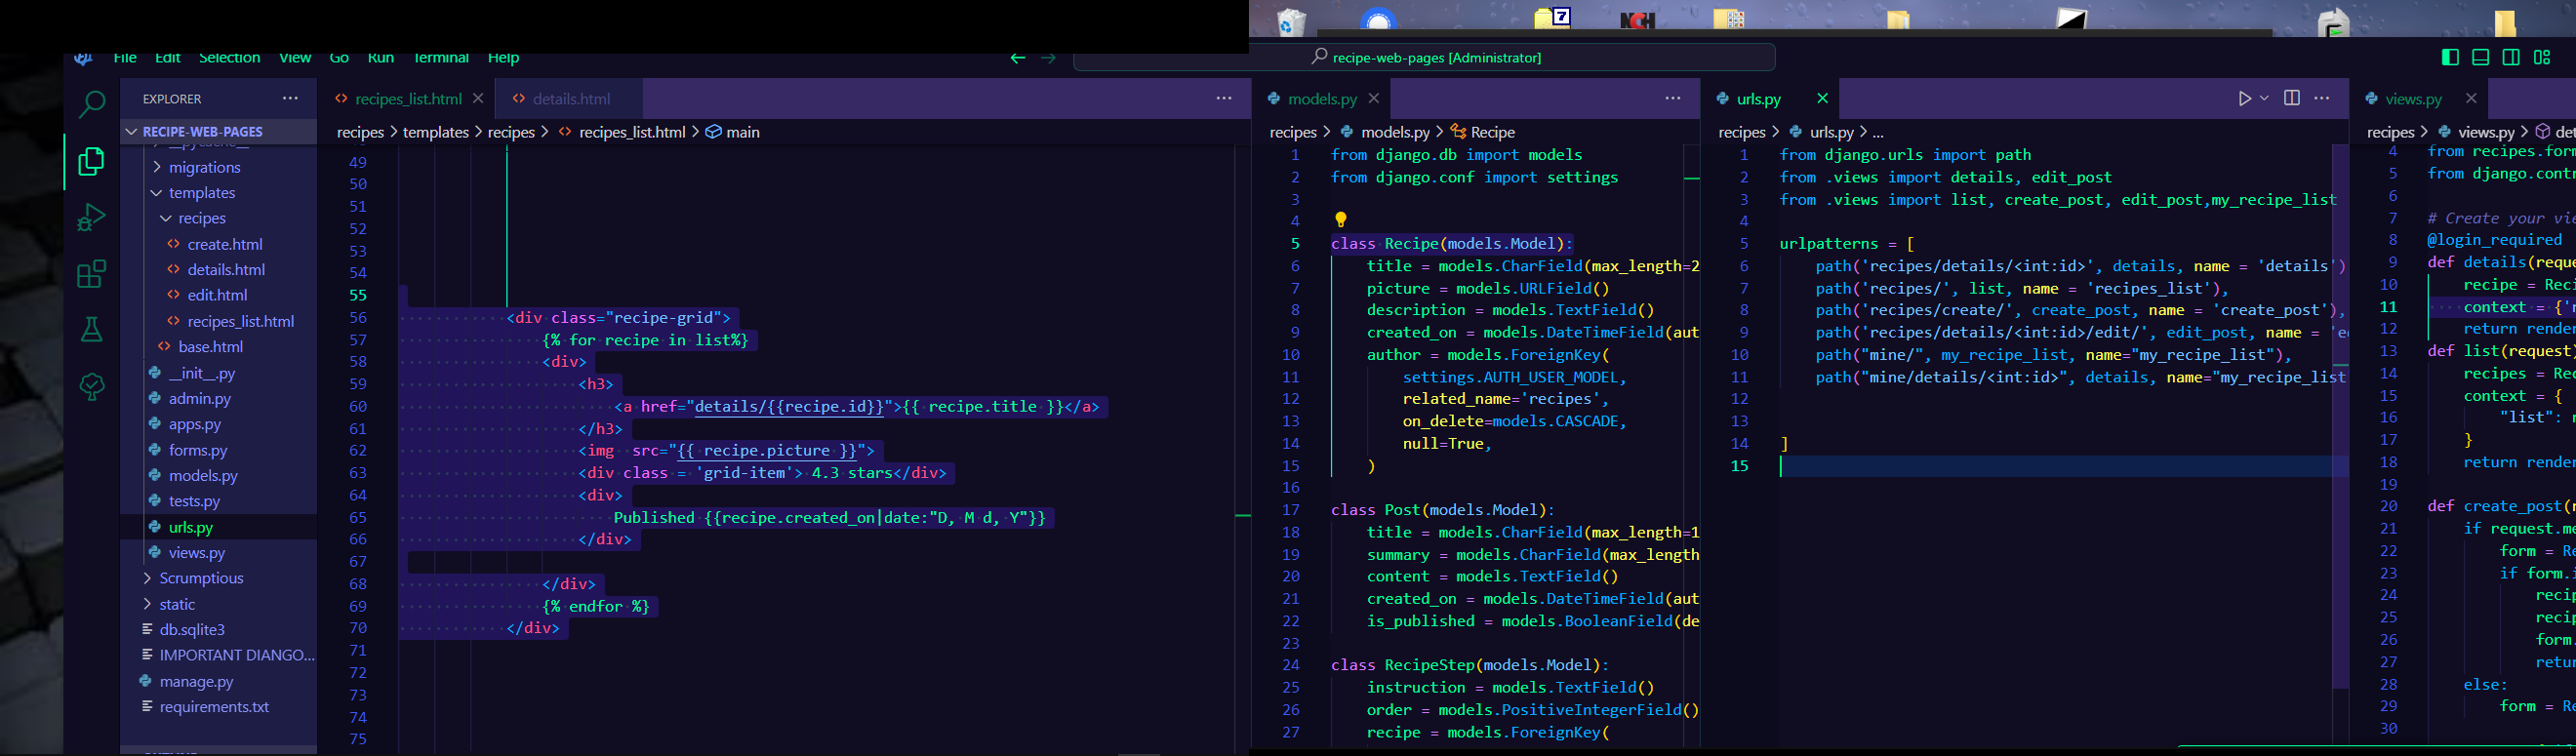 7
NCH
File Edit Selection View Go Run Terminal Help
recipe-web-pages [Administrator]
EXPLORER
RECIPE-WEB-PAGES
__pycache__
migrations
templates
recipes
create.html
details.html
edit.html
recipes_list.html
base.html
__init__.py
admin.py
apps.py
forms.py
models.py
tests.py
urls.py
views.py
Scrumptious
static
db.sqlite3
IMPORTANT DJANGO...
manage.py
requirements.txt
recipes_list.html
details.html
recipes > templates > recipes > recipes_list.html > main
49
50
51
52
53
54
55
56 <div class="recipe-grid">
57 {% for recipe in list%}
58 <div>
59 <h3>
60 <a href="details/{{recipe.id}}">{{ recipe.title }}</a>
61 </h3>
62 <img src="{{ recipe.picture }}">
63 <div class = 'grid-item'> 4.3 stars</div>
64 <div>
65 Published {{recipe.created_on|date:"D, M d, Y"}}
66 </div>
67
68 </div>
69 {% endfor %}
70 </div>
71
72
73
74
75
models.py
recipes > models.py > Recipe
1 from django.db import models
2 from django.conf import settings
3
4
5 class Recipe(models.Model):
6 title = models.CharField(max_length=2
7 picture = models.URLField()
8 description = models.TextField()
9 created_on = models.DateTimeField(aut
10 author = models.ForeignKey(
11 settings.AUTH_USER_MODEL,
12 related_name='recipes',
13 on_delete=models.CASCADE,
14 null=True,
15 )
16
17 class Post(models.Model):
18 title = models.CharField(max_length=1
19 summary = models.CharField(max_length
20 content = models.TextField()
21 created_on = models.DateTimeField(aut
22 is_published = models.BooleanField(de
23
24 class RecipeStep(models.Model):
25 instruction = models.TextField()
26 order = models.PositiveIntegerField()
27 recipe = models.ForeignKey(
urls.py
recipes > urls.py > ...
1 from django.urls import path
2 from .views import details, edit_post
3 from .views import list, create_post, edit_post,my_recipe_list
4
5 urlpatterns = [
6 path('recipes/details/<int:id>', details, name = 'details')
7 path('recipes/', list, name = 'recipes_list'),
8 path('recipes/create/', create_post, name = 'create_post'),
9 path('recipes/details/<int:id>/edit/', edit_post, name = 'e
10 path("mine/", my_recipe_list, name="my_recipe_list"),
11 path("mine/details/<int:id>", details, name="my_recipe_list
12
13
14 ]
15
views.py
recipes > views.py > det
4 from recipes.form
5 from django.contr
6
7 # Create your vie
8 @login_required
9 def details(reque
10 recipe = Reci
11 context = {'r
12 return render
13 def list(request)
14 recipes = Rec
15 context = {
16 "list": r
17 }
18 return render
19
20 def create_post(r
21 if request.me
22 form = Re
23 if form.i
24 recip
25 recip
26 form.
27 retur
28 else:
29 form = Re
30